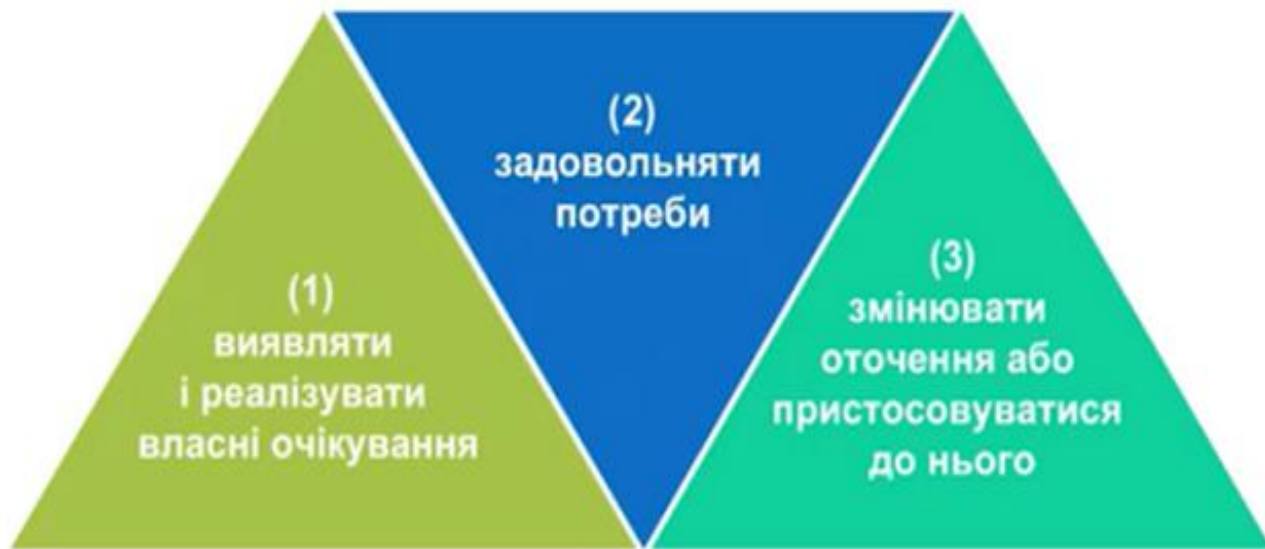 (1)
виявляти
і реалізувати
власні очікування
(2)
задовольняти
потреби
(3)
змінювати
оточення або
пристосовуватися
до нього